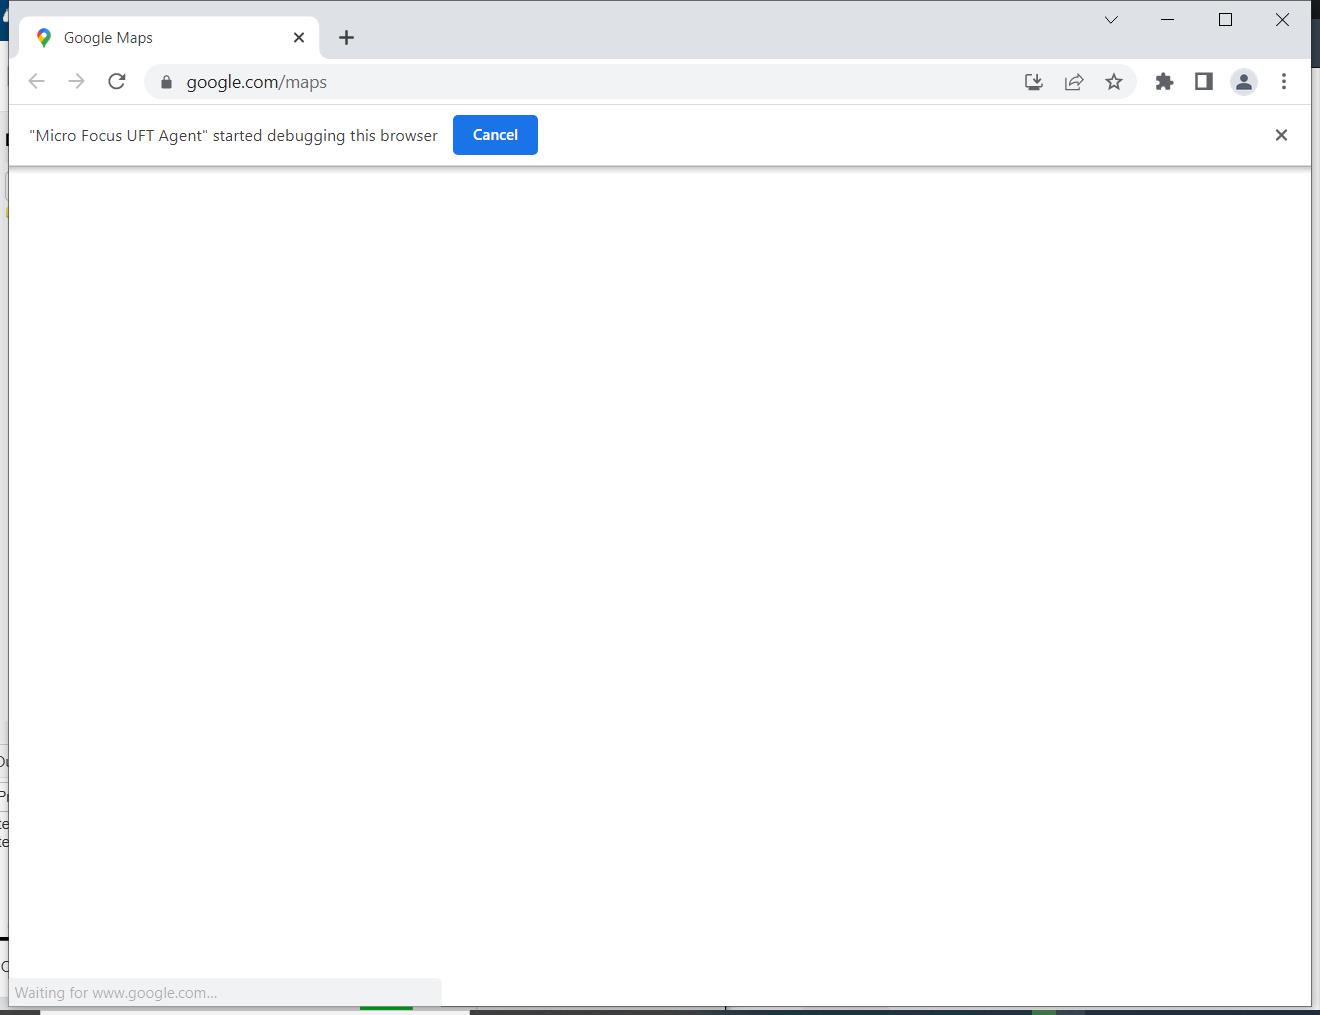 Google Maps
google.com/maps
"Micro Focus UFT Agent" started debugging this browser
Cancel
Waiting for www.google.com...